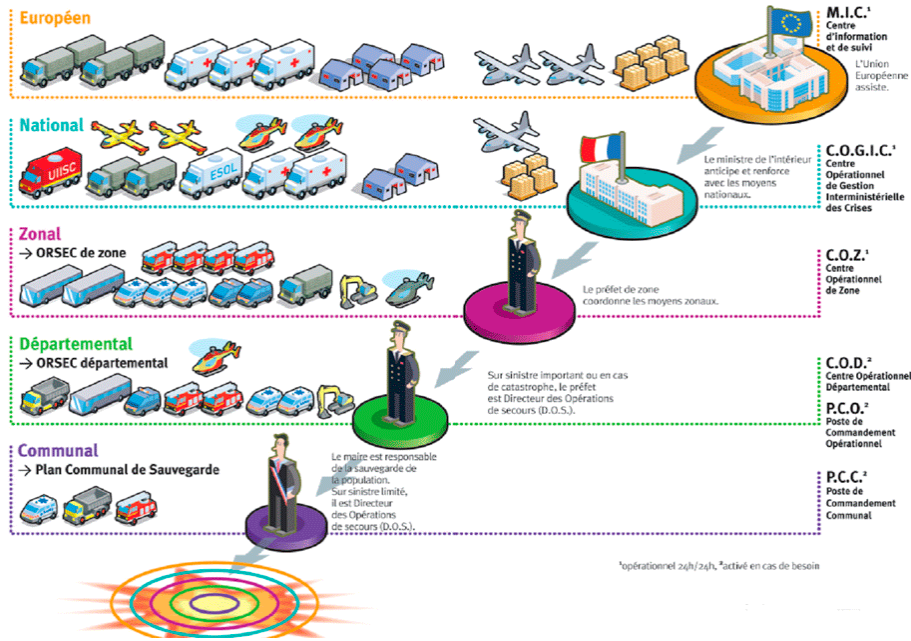 Européen
M.I.C.¹
Centre
d'information
et de suivi
L'Union
Européenne
assiste.
National
UIISC
ESOL
Le ministre de l'intérieur
anticipe et renforce
avec les moyens
nationaux.
C.O.G.I.C.¹
Centre
Opérationnel
de Gestion
Interministérielle
des Crises
Zonal
→ ORSEC de zone
Le préfet de zone
coordonne les moyens zonaux.
C.O.Z.¹
Centre
Opérationnel
de Zone
Départemental
→ ORSEC départemental
Sur sinistre important ou en cas
de catastrophe, le préfet
est Directeur des Opérations
de secours (D.O.S.).
C.O.D.²
Centre Opérationnel
Départemental
P.C.O.²
Poste de
Commandement
Opérationnel
Communal
→ Plan Communal de Sauvegarde
Le maire est responsable
de la sauvegarde de
la population.
Sur sinistre limité,
il est Directeur
des Opérations
de secours (D.O.S.).
P.C.C.²
Poste de
Commandement
Communal
¹opérationnel 24h/24h, ²activé en cas de besoin